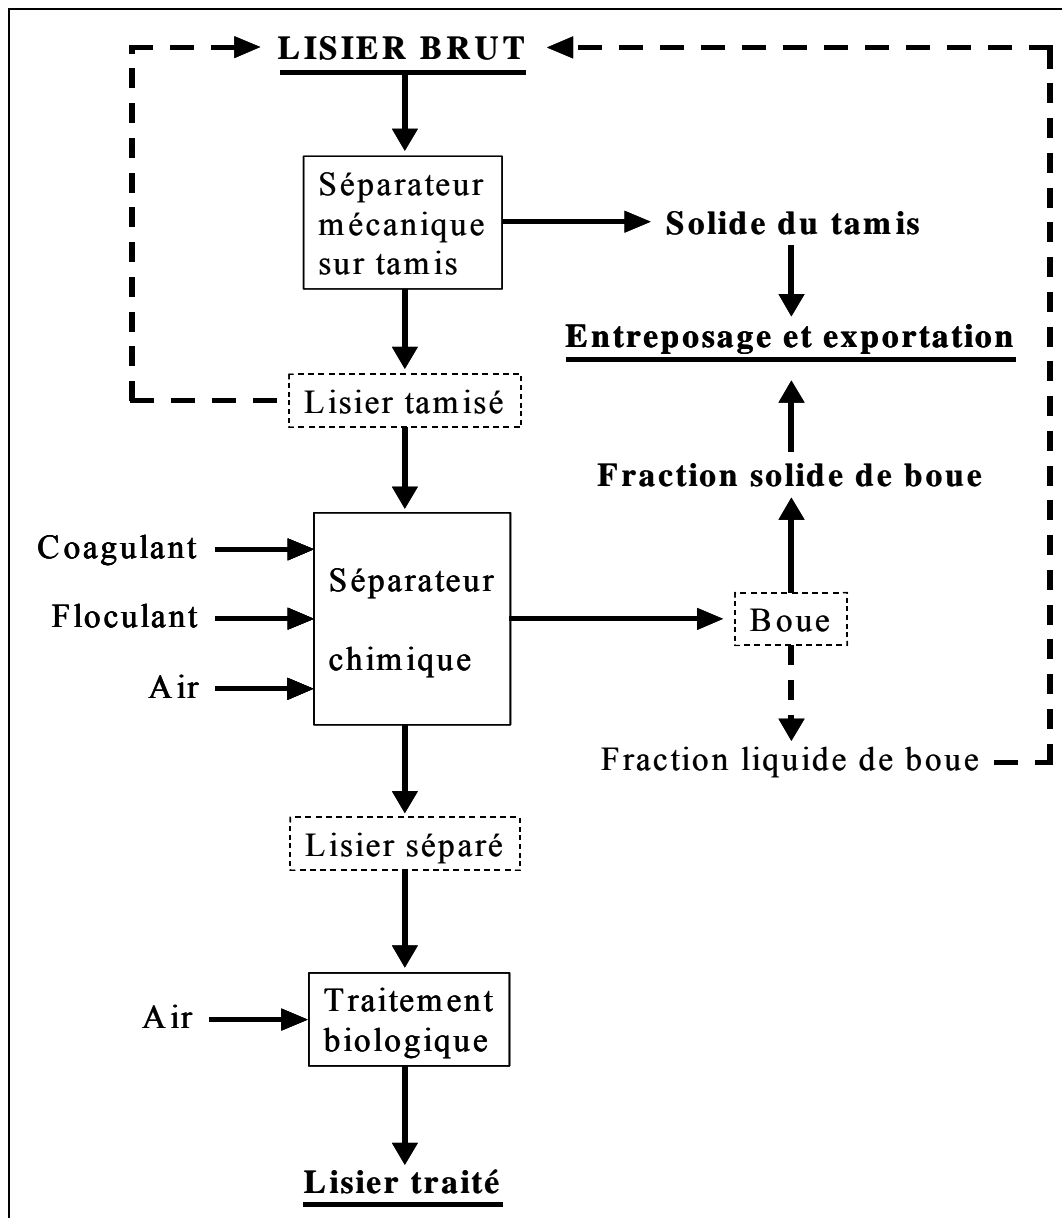 LISIER BRUT
Séparateur
mécanique
sur tamis
Solide du tamis
Entreposage et exportation
Lisier tamisé
Fraction solide de boue
Coagulant
Séparateur
Floculant
Boue
chimique
Air
Fraction liquide de boue
Lisier séparé
Traitement
Air
biologique
Lisier traité